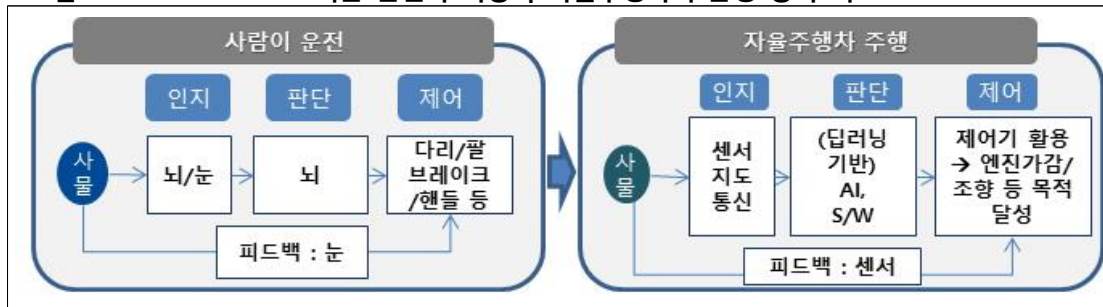 사람이 운전
인지
판단
제어
사
물
뇌/눈
뇌
다리/팔
브레이크
/핸들 등
피드백 : 눈
자율주행차 주행
인지
판단
제어
사
물
센서
지도
통신
(딥러닝
기반)
AI,
S/W
제어기 활용
→ 엔진가감/
조향 등 목적
달성
피드백 : 센서